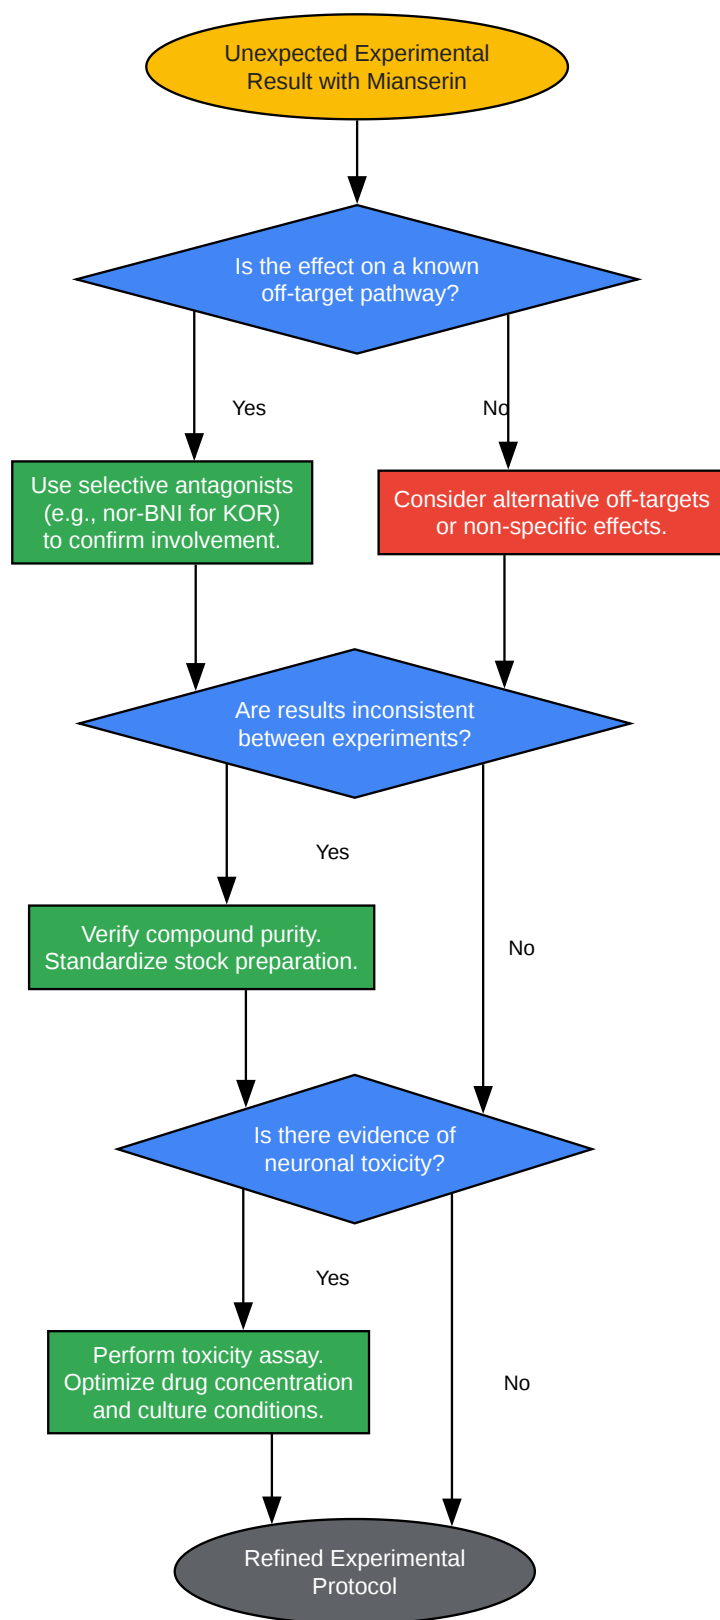 Unexpected Experimental
Result with Mianserin
Is the effect on a known
off-target pathway?
Yes
No
Use selective antagonists
(e.g., nor-BNI for KOR)
to confirm involvement.
Consider alternative off-targets
or non-specific effects.
Are results inconsistent
between experiments?
Yes
Verify compound purity.
Standardize stock preparation.
No
Is there evidence of
neuronal toxicity?
Yes
Perform toxicity assay.
Optimize drug concentration
and culture conditions.
No
Refined Experimental
Protocol